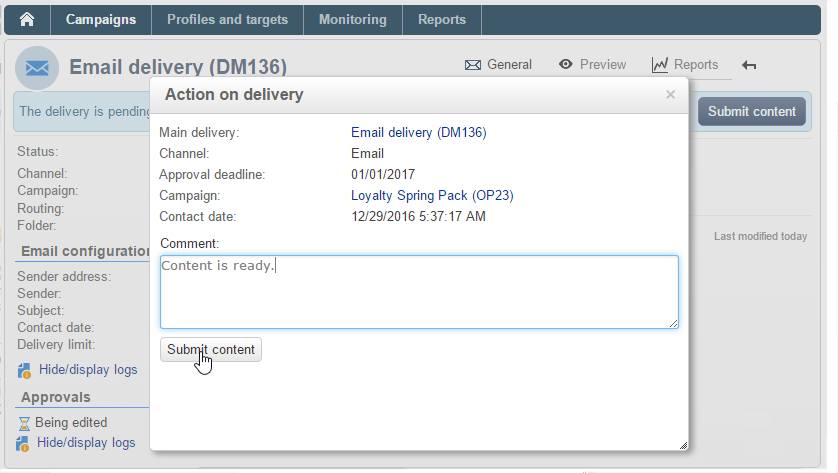 Campaigns Profiles and targets Monitoring Reports
Email delivery (DM136) General Preview Reports
The delivery is pending Submit content
Action on delivery ×
Main delivery: Email delivery (DM136)
Channel: Email
Approval deadline: 01/01/2017
Campaign: Loyalty Spring Pack (OP23)
Contact date: 12/29/2016 5:37:17 AM
Comment:
Content is ready.
Submit content
Status:
Channel:
Campaign:
Routing:
Folder:
Last modified today
Email configuration
Sender address:
Sender:
Subject:
Contact date:
Delivery limit:
Hide/display logs
Approvals
Being edited
Hide/display logs